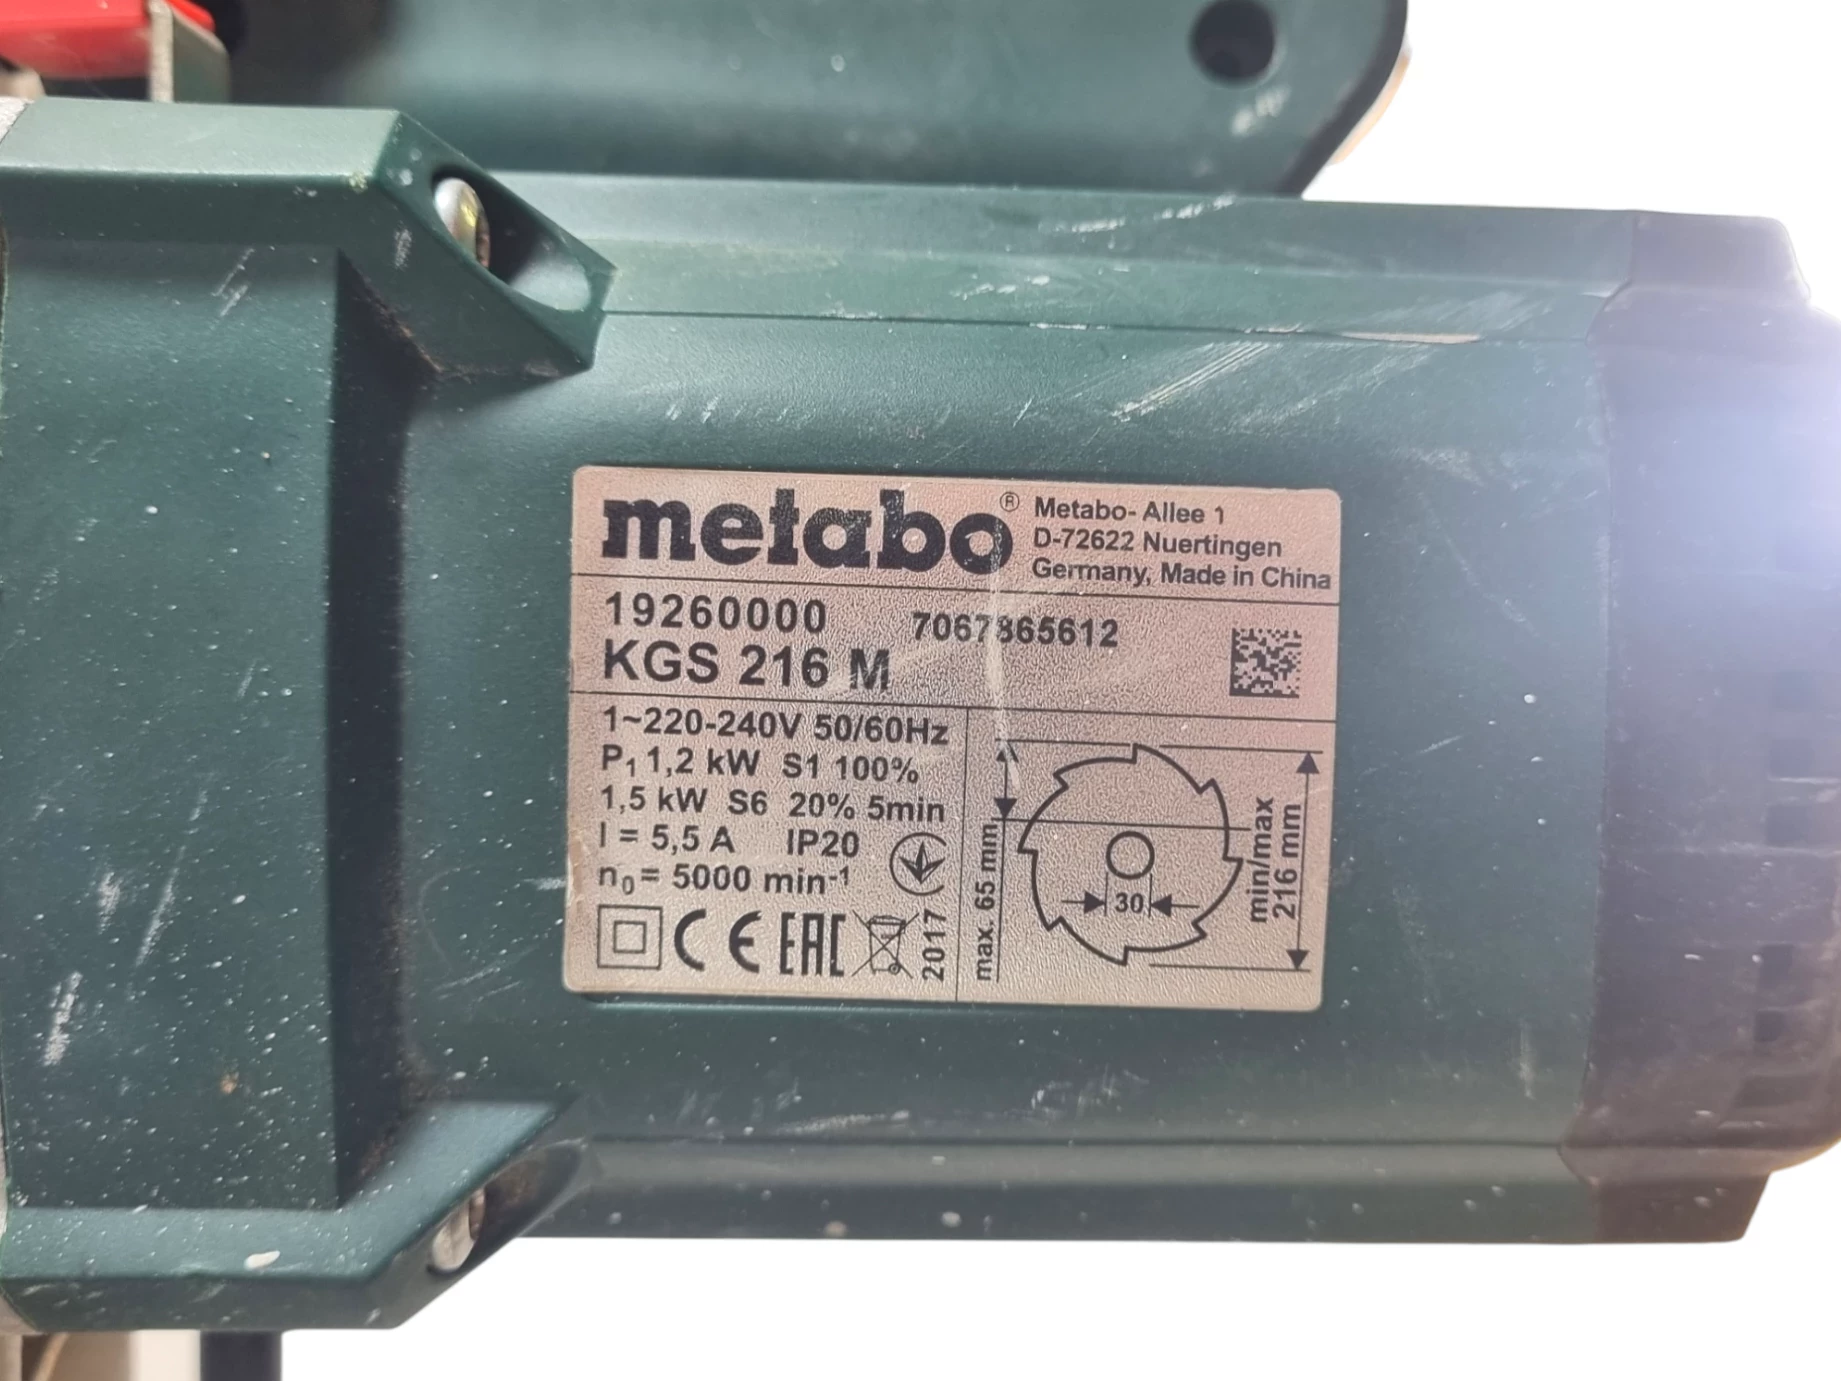 metabo® Metabo- Allee 1
D-72622 Nuertingen
Germany, Made in China
19260000 7067865612
KGS 216 M
1~220-240V 50/60Hz
P₁ 1,2 kW S1 100%
1,5 kW S6 20% 5min
I = 5,5 A IP20
n₀= 5000 min⁻¹
CE EAC 2017
max. 65 mm
30
min/max
216 mm